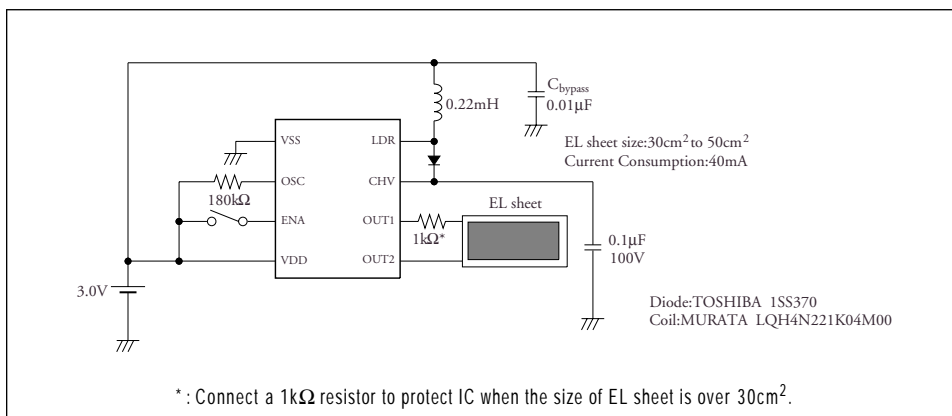 C_bypass
0.01μF
0.22mH
EL sheet size:30cm² to 50cm²
Current Consumption:40mA
VSS
LDR
OSC
CHV
180kΩ
EL sheet
ENA
OUT1
1kΩ*
0.1μF
100V
VDD
OUT2
3.0V
Diode:TOSHIBA 1SS370
Coil:MURATA LQH4N221K04M00
* : Connect a 1kΩ resistor to protect IC when the size of EL sheet is over 30cm².